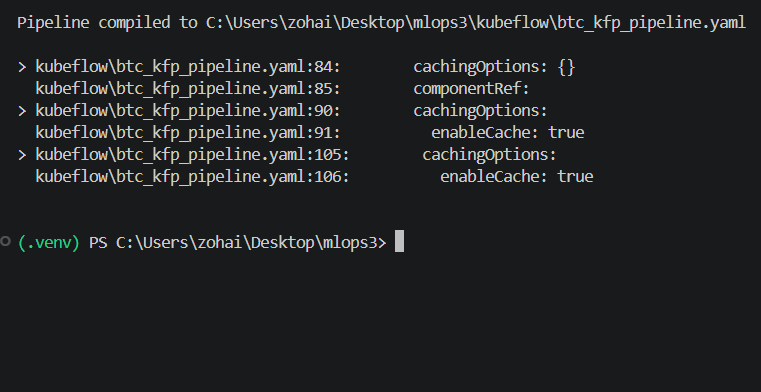 Pipeline compiled to C:\Users\zohai\Desktop\mlops3\kubeflow\btc_kfp_pipeline.yaml
> kubeflow\btc_kfp_pipeline.yaml:84:        cachingOptions: {}
  kubeflow\btc_kfp_pipeline.yaml:85:        componentRef:
> kubeflow\btc_kfp_pipeline.yaml:90:        cachingOptions:
  kubeflow\btc_kfp_pipeline.yaml:91:          enableCache: true
> kubeflow\btc_kfp_pipeline.yaml:105:        cachingOptions:
  kubeflow\btc_kfp_pipeline.yaml:106:          enableCache: true
(.venv) PS C:\Users\zohai\Desktop\mlops3>